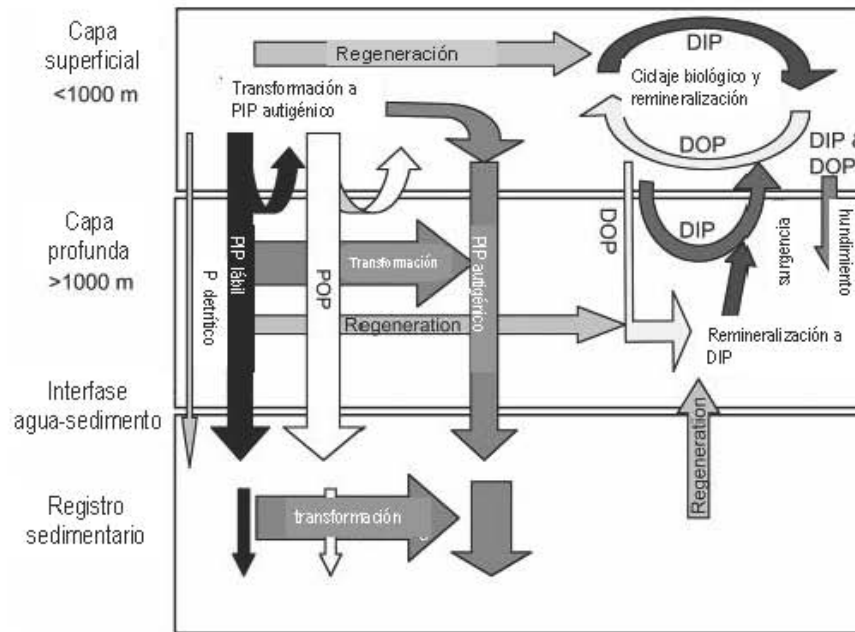 Capa
superficial
<1000 m
Regeneración
DIP
Ciclaje biológico y
remineralización
DOP
DIP &
DOP
Transformación a
PIP autigénico
Capa
profunda
>1000 m
P detrítico
PIP lábil
POP
Transformación
PIP autigénico
Regeneration
DOP
DIP
surgencia
hundimiento
Remineralización a
DIP
Interfase
agua-sedimento
Regeneration
Registro
sedimentario
transformación